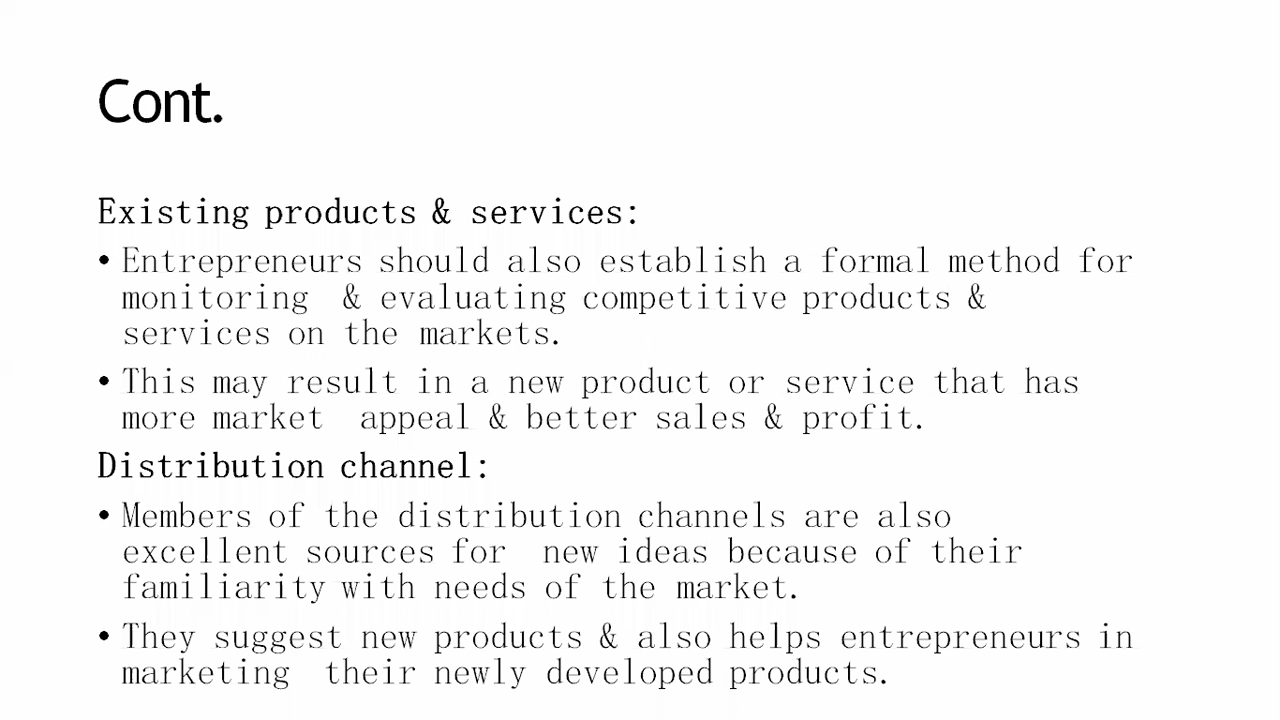 Cont.
Existing products & services:
• Entrepreneurs should also establish a formal method for
monitoring & evaluating competitive products &
services on the markets.
• This may result in a new product or service that has
more market appeal & better sales & profit.
Distribution channel:
• Members of the distribution channels are also
excellent sources for new ideas because of their
familiarity with needs of the market.
• They suggest new products & also helps entrepreneurs in
marketing their newly developed products.